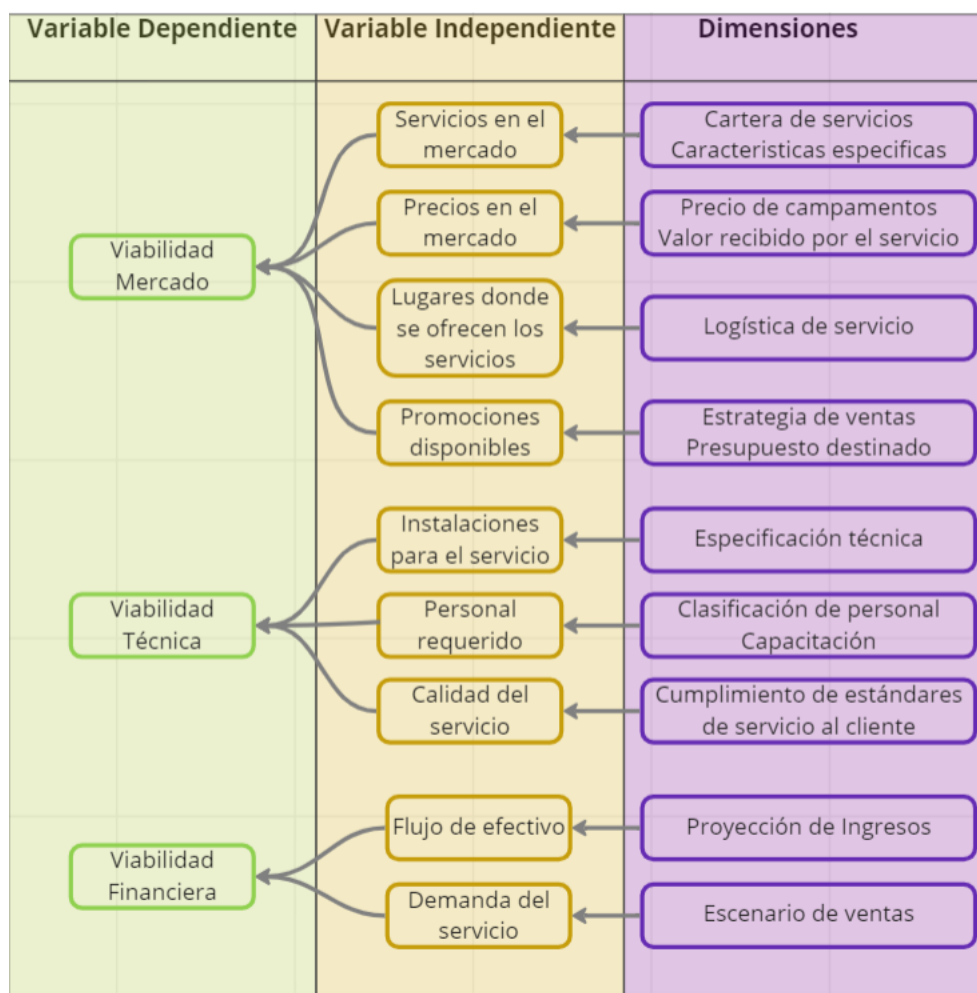 Variable Dependiente
Variable Independiente
Dimensiones
Viabilidad
Mercado
Servicios en el
mercado
Cartera de servicios
Caracteristicas especificas
Precios en el
mercado
Precio de campamentos
Valor recibido por el servicio
Lugares donde
se ofrecen los
servicios
Logística de servicio
Promociones
disponibles
Estrategia de ventas
Presupuesto destinado
Viabilidad
Técnica
Instalaciones
para el servicio
Especificación técnica
Personal
requerido
Clasificación de personal
Capacitación
Calidad del
servicio
Cumplimiento de estándares
de servicio al cliente
Viabilidad
Financiera
Flujo de efectivo
Proyección de Ingresos
Demanda del
servicio
Escenario de ventas